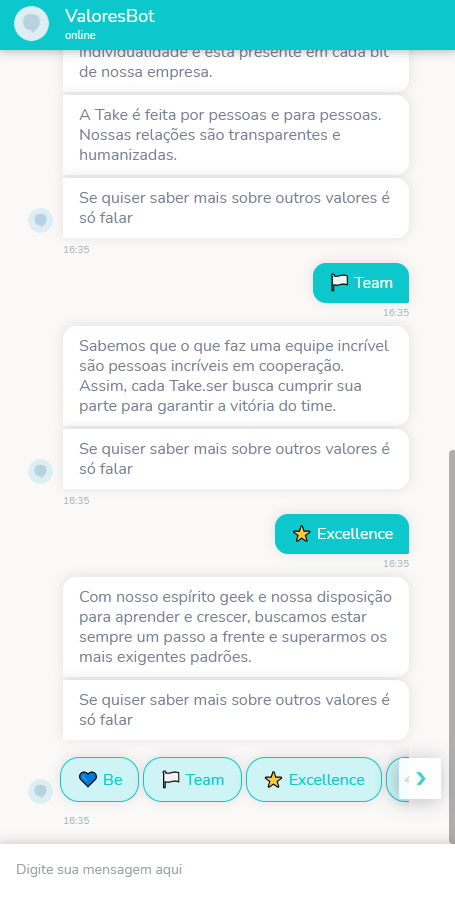 ValoresBot
online
individualidade e está presente em cada bit
de nossa empresa.
A Take é feita por pessoas e para pessoas.
Nossas relações são transparentes e
humanizadas.
Se quiser saber mais sobre outros valores é
só falar
16:35
Team
16:35
Sabemos que o que faz uma equipe incrível
são pessoas incríveis em cooperação.
Assim, cada Take.ser busca cumprir sua
parte para garantir a vitória do time.
Se quiser saber mais sobre outros valores é
só falar
16:35
Excellence
16:35
Com nosso espírito geek e nossa disposição
para aprender e crescer, buscamos estar
sempre um passo a frente e superarmos os
mais exigentes padrões.
Se quiser saber mais sobre outros valores é
só falar
Be Team Excellence
16:35
Digite sua mensagem aqui